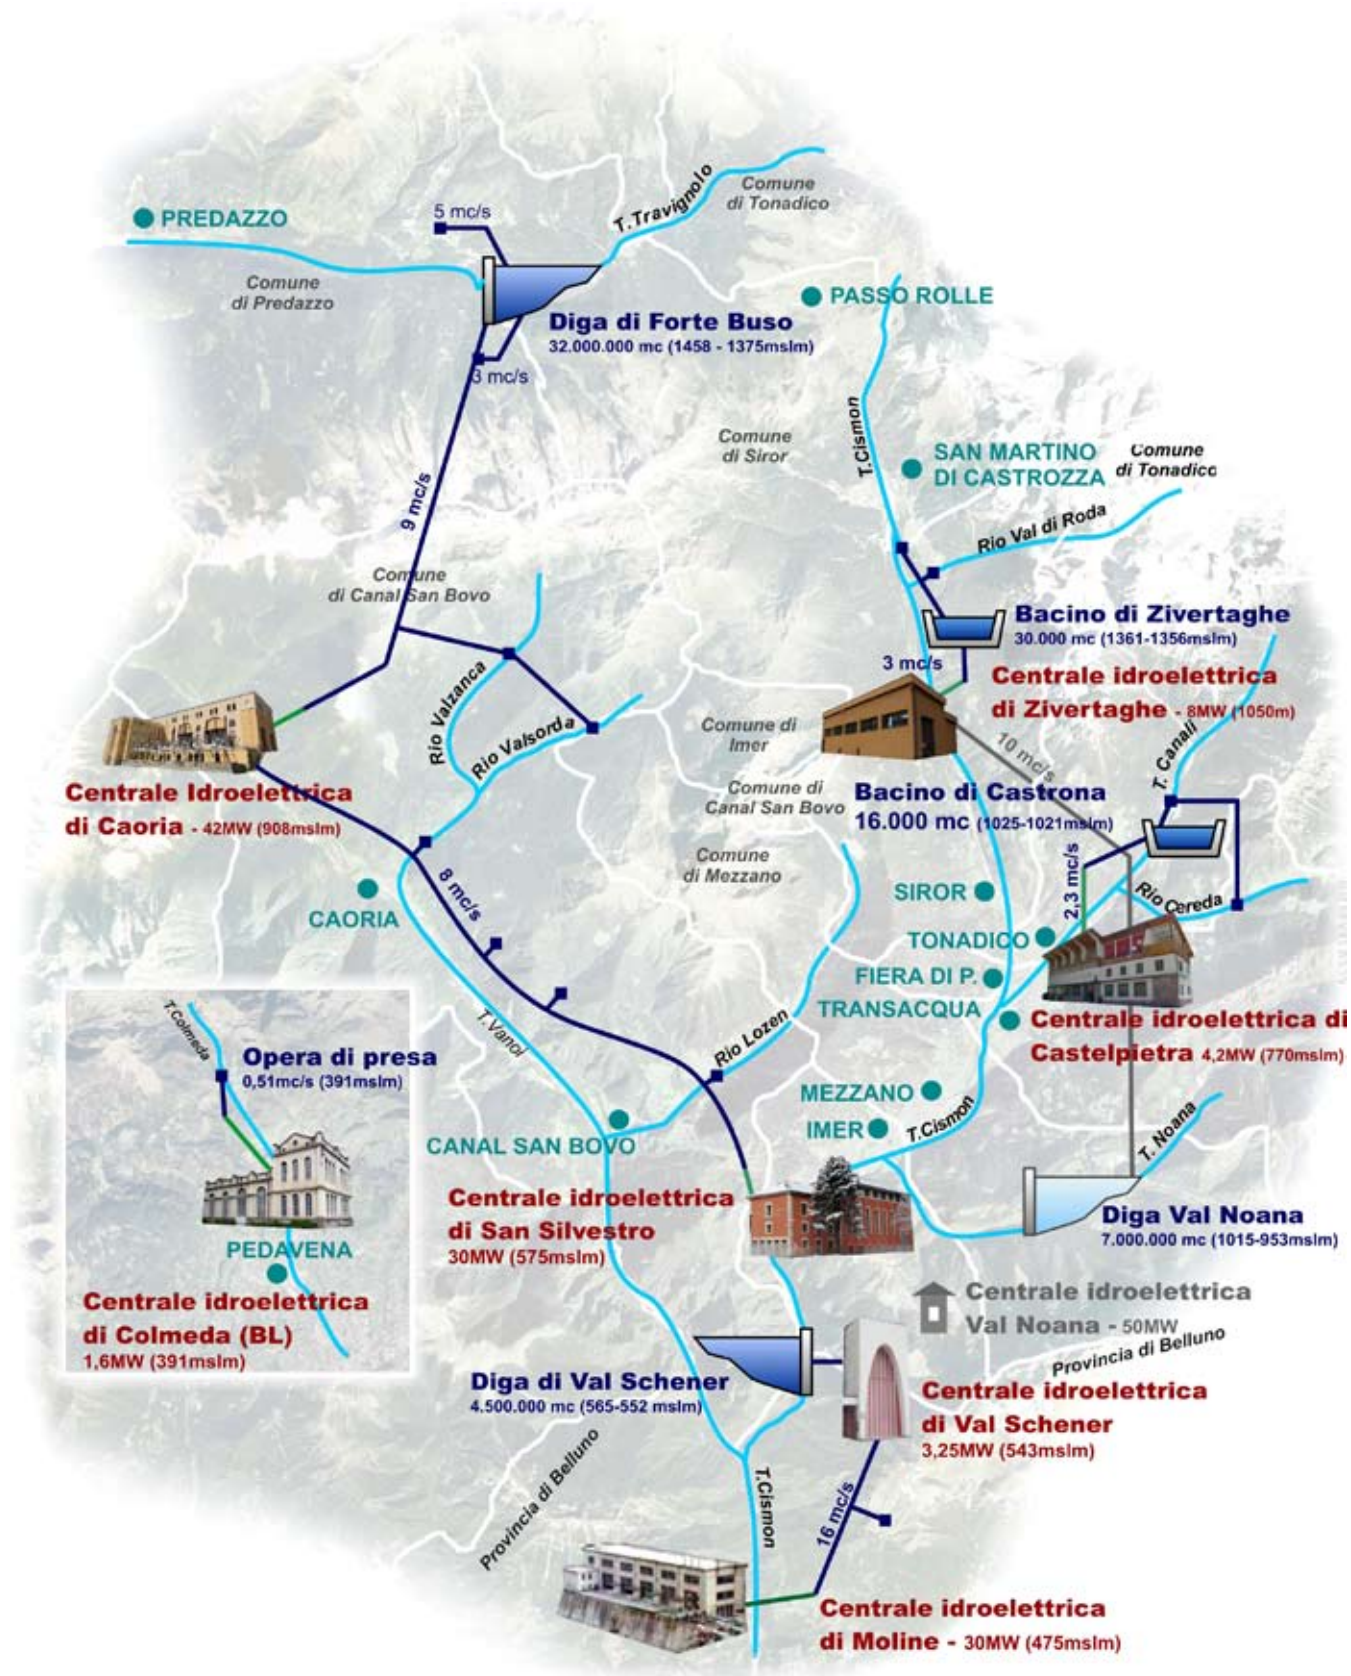 T.Travignolo
Comune
di Tonadico
5 mc/s
PREDAZZO
Comune
di Predazzo
PASSO ROLLE
Diga di Forte Buso
32.000.000 mc (1458 - 1375mslm)
3 mc/s
T.Cismon
Comune
di Siror
SAN MARTINO
DI CASTROZZA
Comune
di Tonadico
9 mc/s
Rio Val di Roda
Comune
di Canal San Bovo
Bacino di Zivertaghe
30.000 mc (1361-1356mslm)
3 mc/s
Centrale idroelettrica
di Zivertaghe - 8MW (1050m)
Rio Valzanca
Rio Valsorda
Comune di
Imer
10 mc/s
T. Canali
Centrale Idroelettrica
di Caoria - 42MW (908mslm)
Comune di
Canal San Bovo
Bacino di Castrona
16.000 mc (1025-1021mslm)
Comune
di Mezzano
8 mc/s
2,3 mc/s
CAORIA
SIROR
Rio Cereda
TONADICO
FIERA DI P.
TRANSACQUA
Centrale idroelettrica di
Castelpietra 4,2MW (770mslm)
T.Colmeda
Opera di presa
0,51mc/s (391mslm)
T.Vanoi
Rio Lozen
MEZZANO
IMER
T.Cismon
T. Noana
CANAL SAN BOVO
Centrale idroelettrica
di San Silvestro
30MW (575mslm)
Diga Val Noana
7.000.000 mc (1015-953mslm)
PEDAVENA
Centrale idroelettrica
di Colmeda (BL)
1,6MW (391mslm)
Centrale idroelettrica
Val Noana - 50MW
Provincia di Belluno
Diga di Val Schener
4.500.000 mc (565-552 mslm)
Centrale idroelettrica
di Val Schener
3,25MW (543mslm)
Provincia di Belluno
T.Cismon
16 mc/s
Centrale idroelettrica
di Moline - 30MW (475mslm)